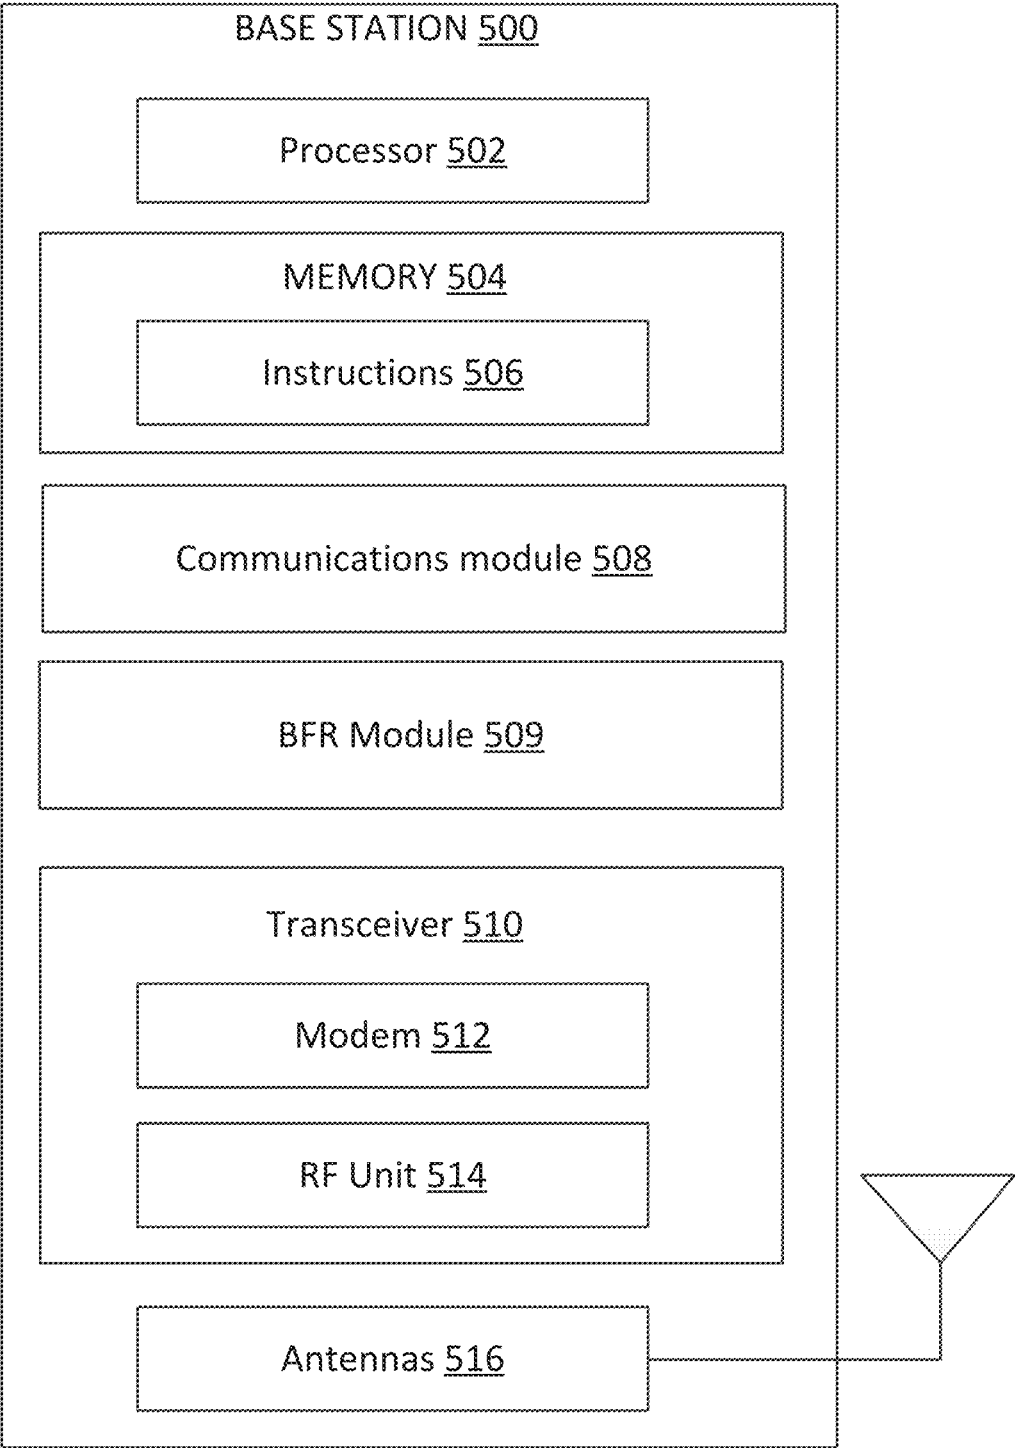 BASE STATION 500
Processor 502
MEMORY 504
Instructions 506
Communications module 508
BFR Module 509
Transceiver 510
Modem 512
RF Unit 514
Antennas 516